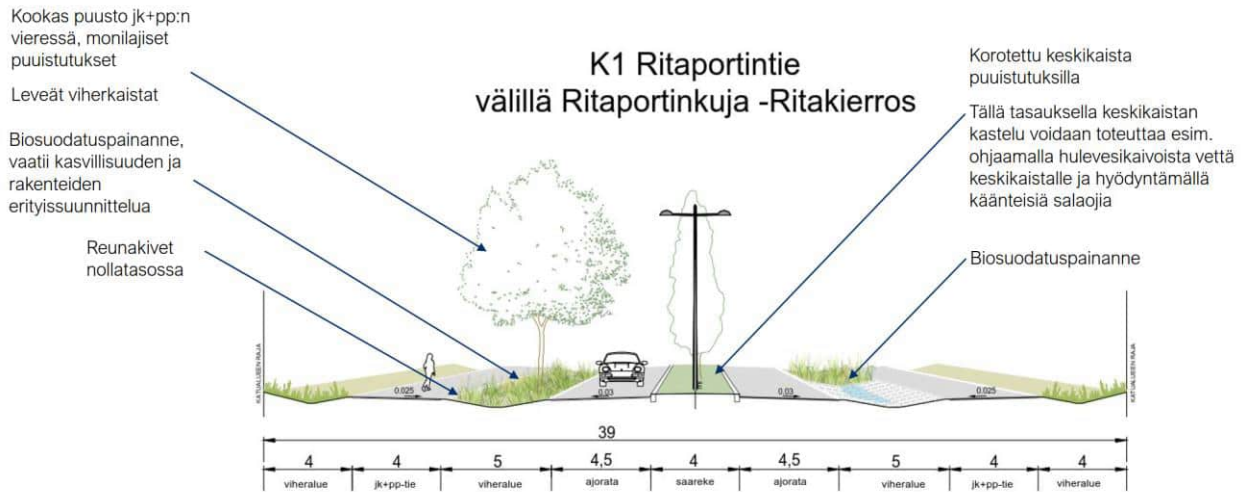 Kookas puusto jk+pp:n
vieressä, monilajiset
puuistutukset
Leveät viherkaistat
Biosuodatuspainanne,
vaatii kasvillisuuden ja
rakenteiden
erityissuunnittelua
Reunakivet
nollatasossa
K1 Ritaportintie
välillä Ritaportinkuja -Ritakierros
Korotettu keskikaista
puuistutuksilla
Tällä tasauksella keskikaistan
kastelu voidaan toteuttaa esim.
ohjaamalla hulevesikaivoista vettä
keskikaistalle ja hyödyntämällä
käänteisiä salaojia
Biosuodatuspainanne
KATUALUEEN RAJA
0.025
0.03
0.03
0.025
KATUALUEEN RAJA
39
4 4 5 4,5 4 4,5 5 4 4
viheralue jk+pp-tie viheralue ajorata saareke ajorata viheralue jk+pp-tie viheralue